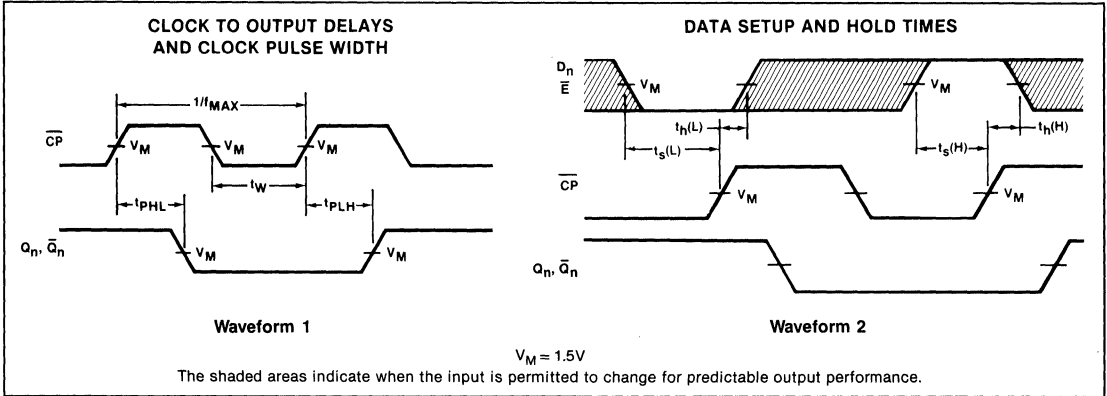 CLOCK TO OUTPUT DELAYS
AND CLOCK PULSE WIDTH
1/fMAX
C̅P̅
VM
VM
VM
tW
tPHL
tPLH
Qn, Q̅n
VM
VM
Waveform 1
DATA SETUP AND HOLD TIMES
Dn
E̅
VM
VM
th(L)
th(H)
ts(L)
ts(H)
C̅P̅
VM
VM
Qn, Q̅n
Waveform 2
VM = 1.5V
The shaded areas indicate when the input is permitted to change for predictable output performance.